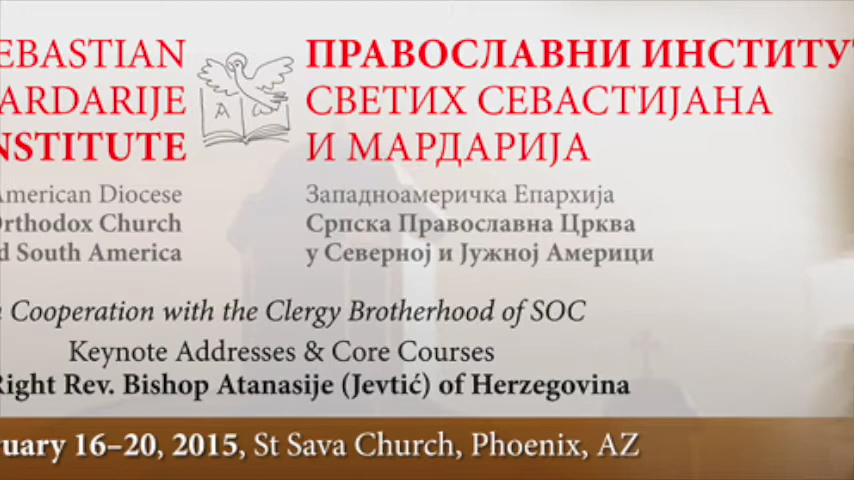 EBASTIAN
ARDARIJE
NSTITUTE
American Diocese
Orthodox Church
d South America
А Ω
ПРАВОСЛАВНИ ИНСТИТУТ
СВЕТИХ СЕВАСТИЈАНА
И МАРДАРИЈА
Западноамеричка Епархија
Српска Православна Црква
у Северној и Јужној Америци
n Cooperation with the Clergy Brotherhood of SOC
Keynote Addresses & Core Courses
Right Rev. Bishop Atanasije (Jevtić) of Herzegovina
ruary 16–20, 2015, St Sava Church, Phoenix, AZ